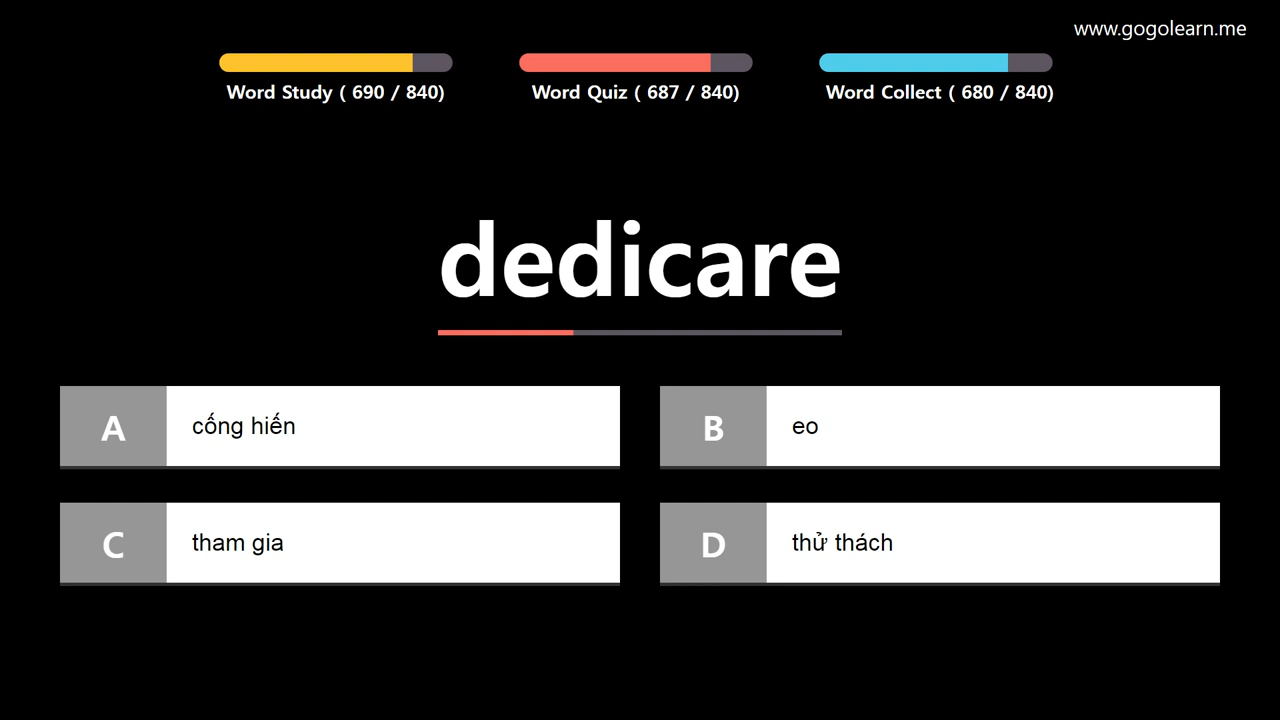 www.gogolearn.me
Word Study ( 690 / 840)
Word Quiz ( 687 / 840)
Word Collect ( 680 / 840)
dedicare
A
cống hiến
B
eo
C
tham gia
D
thử thách